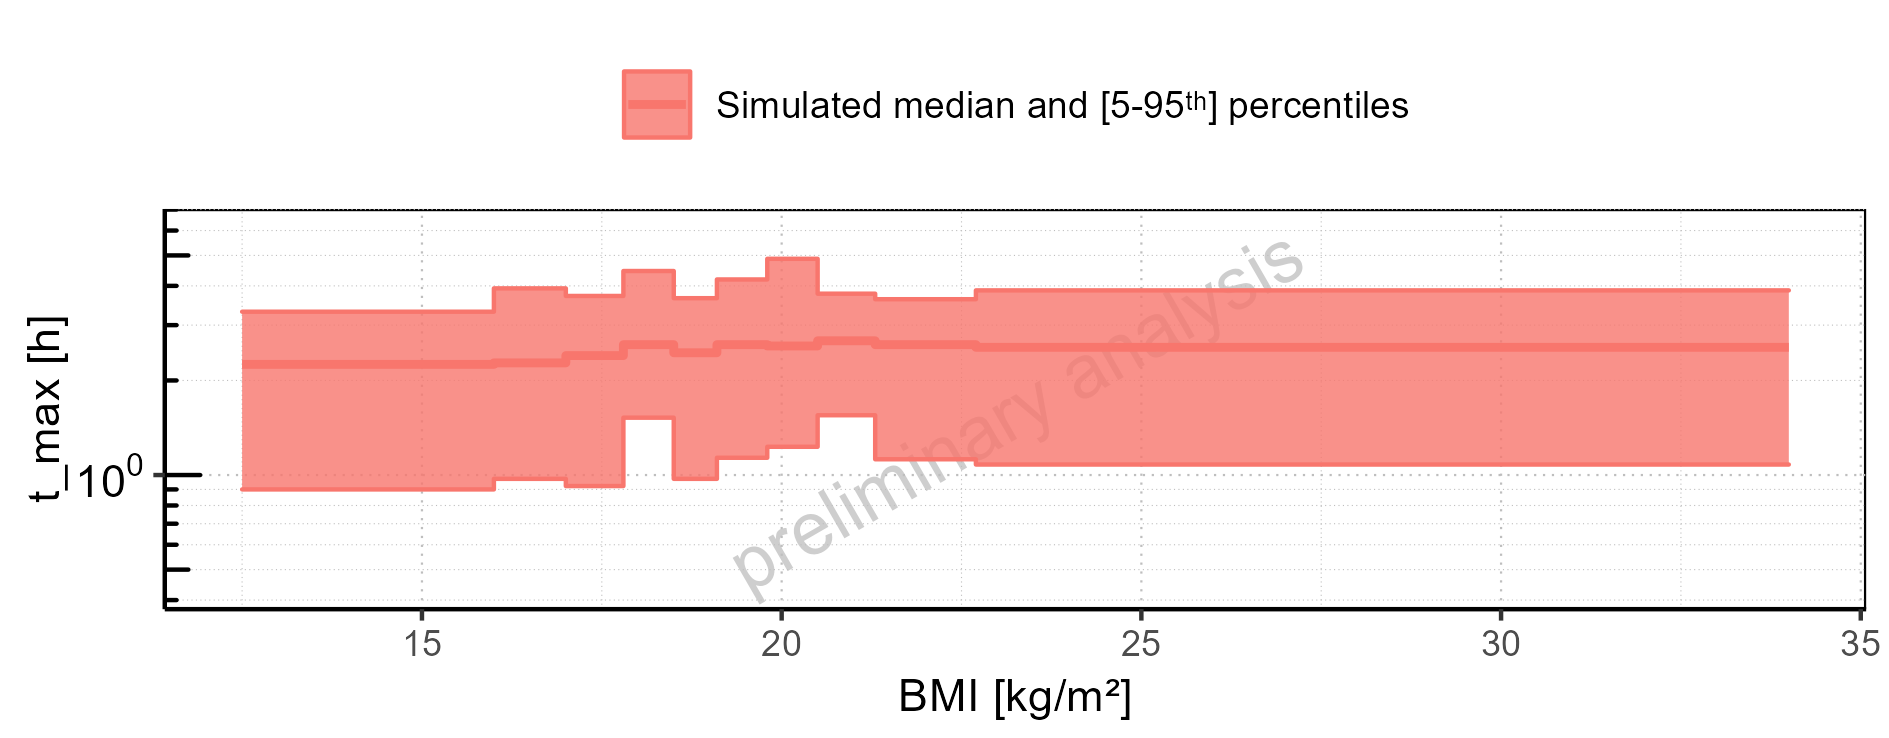 Simulated median and [5-95th] percentiles
t_max [h]
10⁰
preliminary analysis
15 20 25 30 35
BMI [kg/m²]